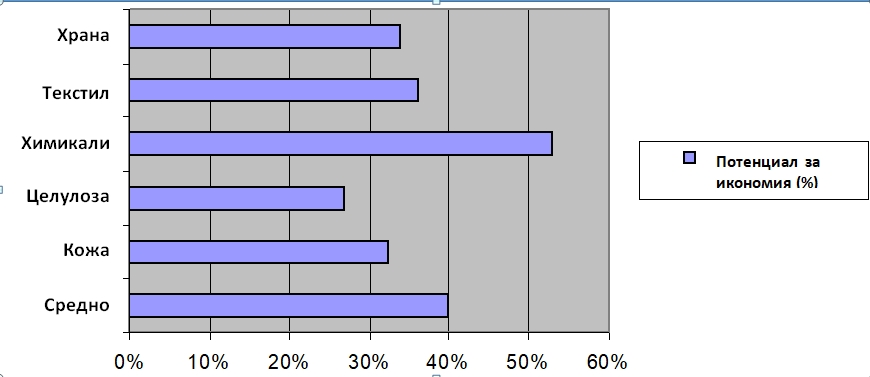 Храна
Текстил
Химикали
Целулоза
Кожа
Средно
0% 10% 20% 30% 40% 50% 60%
Потенциал за
икономия (%)